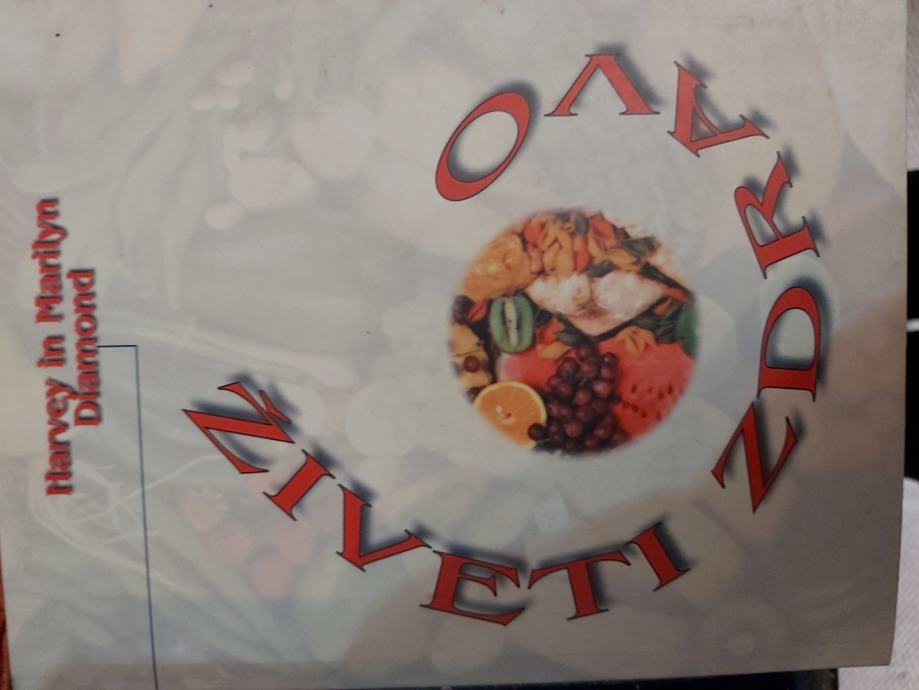 Harvey in Marilyn
Diamond
ŽIVETI ZDRAVO